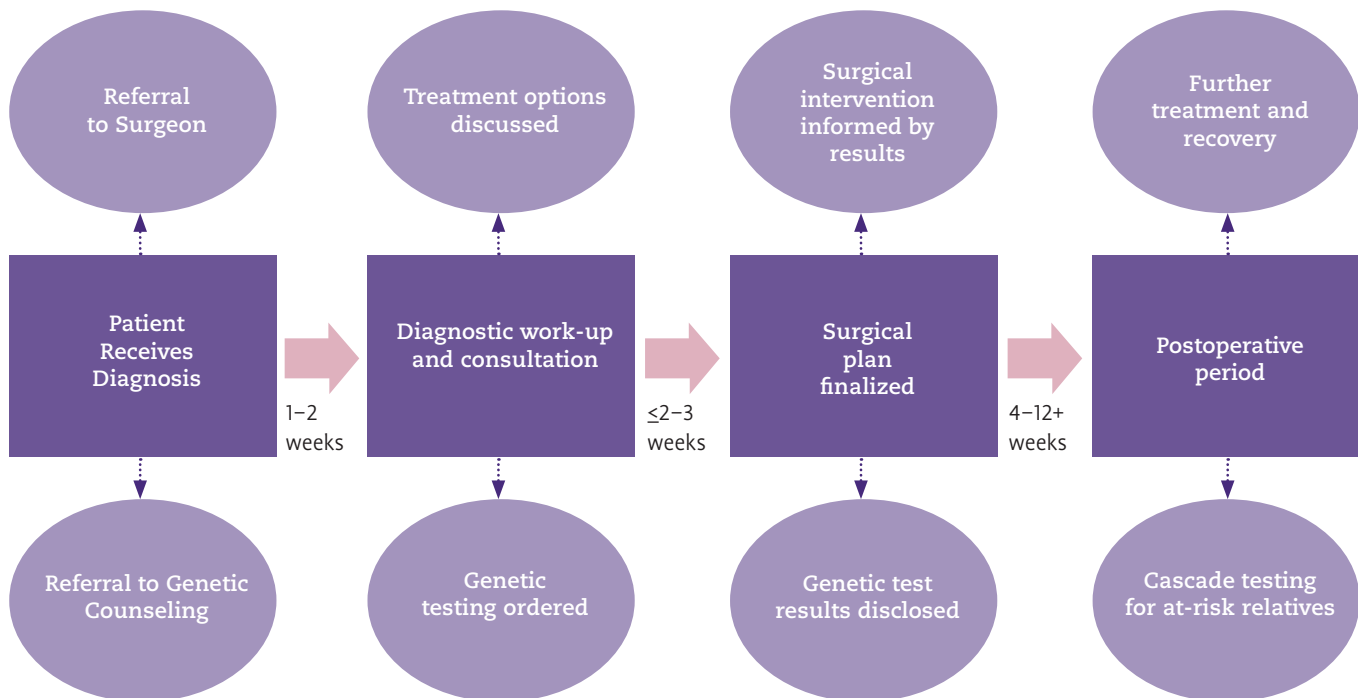 Referral
to Surgeon
Treatment options
discussed
Surgical
intervention
informed by
results
Further
treatment and
recovery
Patient
Receives
Diagnosis
1–2
weeks
Diagnostic work-up
and consultation
≤2–3
weeks
Surgical
plan
finalized
4–12+
weeks
Postoperative
period
Referral to Genetic
Counseling
Genetic
testing ordered
Genetic test
results disclosed
Cascade testing
for at-risk relatives